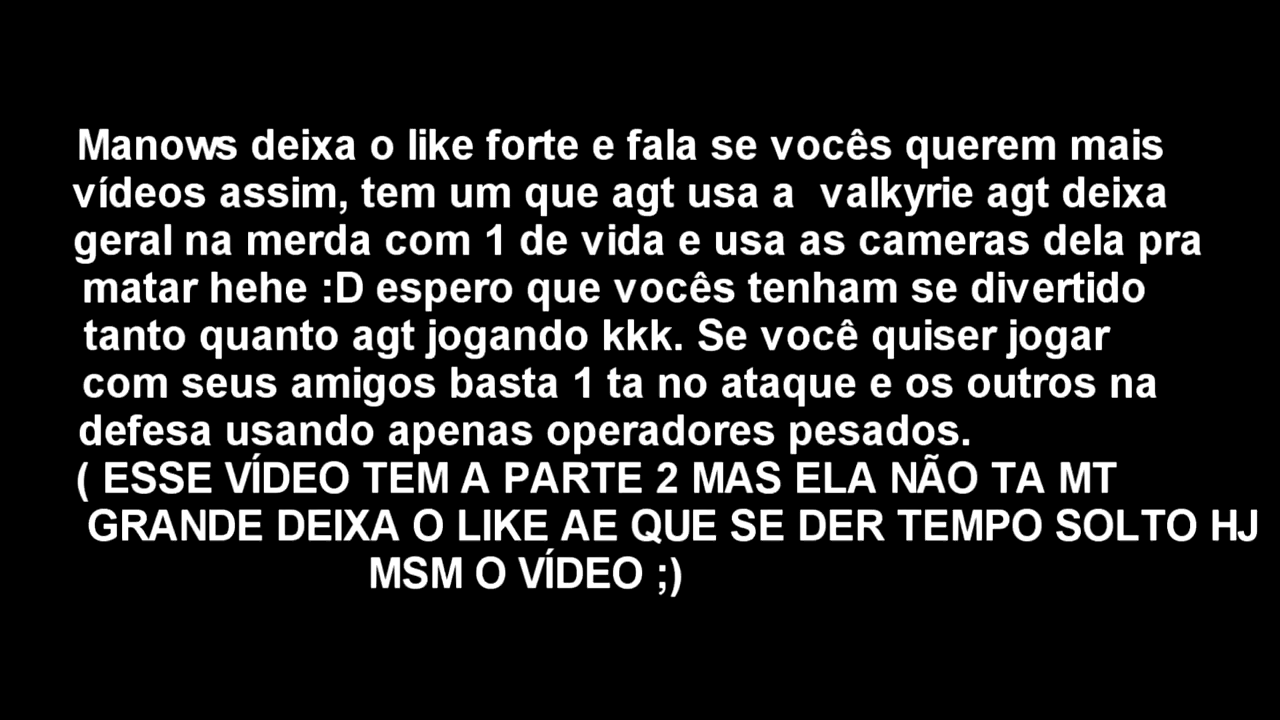 Manows deixa o like forte e fala se vocês querem mais
vídeos assim, tem um que agt usa a valkyrie agt deixa
geral na merda com 1 de vida e usa as cameras dela pra
matar hehe :D espero que vocês tenham se divertido
tanto quanto agt jogando kkk. Se você quiser jogar
com seus amigos basta 1 ta no ataque e os outros na
defesa usando apenas operadores pesados.
( ESSE VÍDEO TEM A PARTE 2 MAS ELA NÃO TA MT
GRANDE DEIXA O LIKE AE QUE SE DER TEMPO SOLTO HJ
MSM O VÍDEO ;)